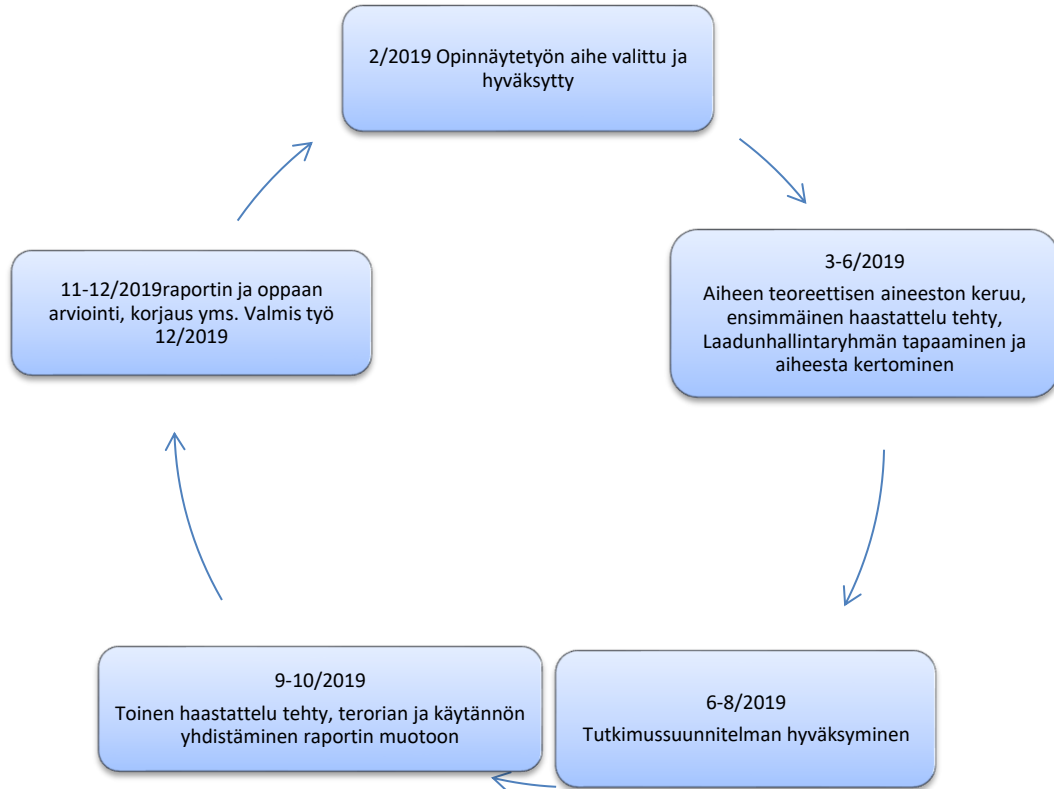 2/2019 Opinnäytetyön aihe valittu ja
hyväksytty
3-6/2019
Aiheen teoreettisen aineiston keruu,
ensimmäinen haastattelu tehty,
Laadunhallintaryhmän tapaaminen ja
aiheesta kertominen
6-8/2019
Tutkimussuunnitelman hyväksyminen
9-10/2019
Toinen haastattelu tehty, terorian ja käytännön
yhdistäminen raportin muotoon
11-12/2019raportin ja oppaan
arviointi, korjaus yms. Valmis työ
12/2019